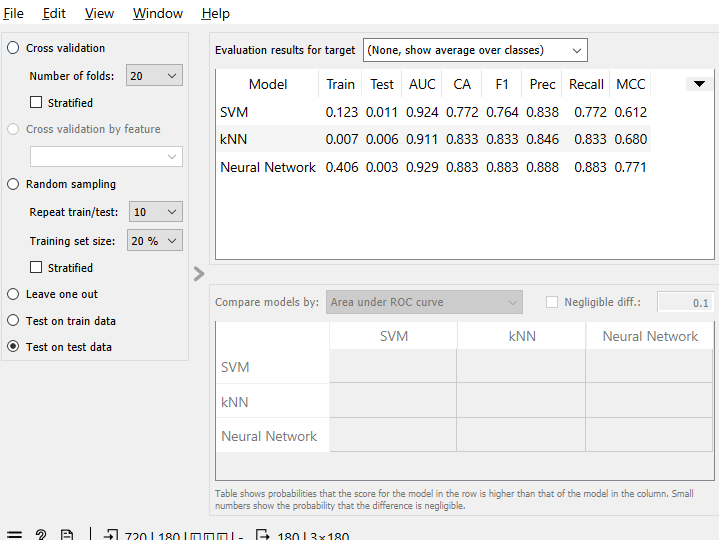 File Edit View Window Help
Cross validation
Number of folds: 20
Stratified
Cross validation by feature
Random sampling
Repeat train/test: 10
Training set size: 20 %
Stratified
Leave one out
Test on train data
Test on test data
Evaluation results for target (None, show average over classes)
Model Train Test AUC CA F1 Prec Recall MCC
SVM 0.123 0.011 0.924 0.772 0.764 0.838 0.772 0.612
kNN 0.007 0.006 0.911 0.833 0.833 0.846 0.833 0.680
Neural Network 0.406 0.003 0.929 0.883 0.883 0.888 0.883 0.771
Compare models by: Area under ROC curve Negligible diff.: 0.1
SVM kNN Neural Network
SVM
kNN
Neural Network
Table shows probabilities that the score for the model in the row is higher than that of the model in the column. Small
numbers show the probability that the difference is negligible.
? 720 | 180 | - 180 | 3×180